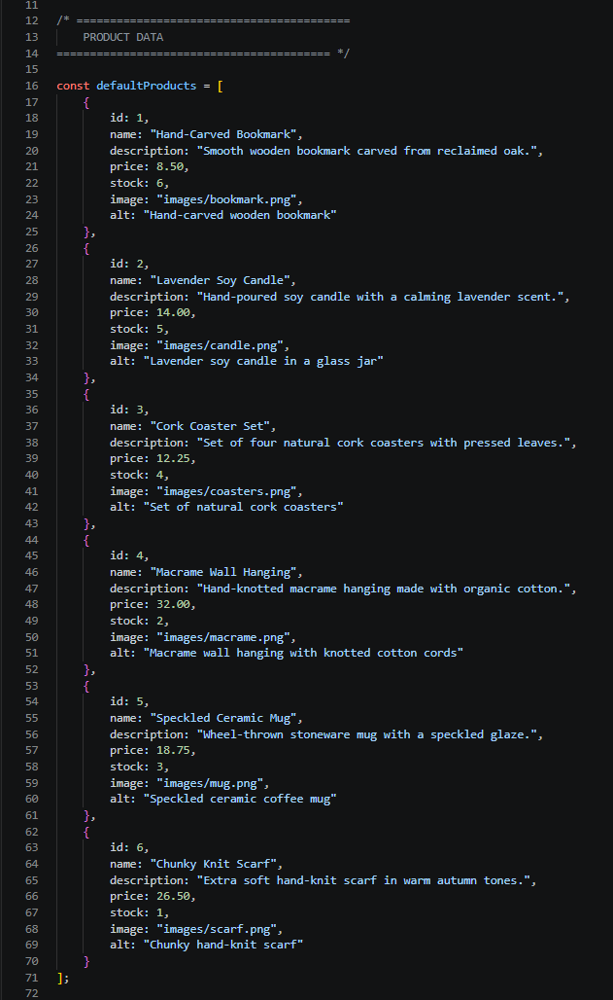 11
12 /* =========================================
13     PRODUCT DATA
14 ========================================= */
15
16 const defaultProducts = [
17     {
18         id: 1,
19         name: "Hand-Carved Bookmark",
20         description: "Smooth wooden bookmark carved from reclaimed oak.",
21         price: 8.50,
22         stock: 6,
23         image: "images/bookmark.png",
24         alt: "Hand-carved wooden bookmark"
25     },
26     {
27         id: 2,
28         name: "Lavender Soy Candle",
29         description: "Hand-poured soy candle with a calming lavender scent.",
30         price: 14.00,
31         stock: 5,
32         image: "images/candle.png",
33         alt: "Lavender soy candle in a glass jar"
34     },
35     {
36         id: 3,
37         name: "Cork Coaster Set",
38         description: "Set of four natural cork coasters with pressed leaves.",
39         price: 12.25,
40         stock: 4,
41         image: "images/coasters.png",
42         alt: "Set of natural cork coasters"
43     },
44     {
45         id: 4,
46         name: "Macrame Wall Hanging",
47         description: "Hand-knotted macrame hanging made with organic cotton.",
48         price: 32.00,
49         stock: 2,
50         image: "images/macrame.png",
51         alt: "Macrame wall hanging with knotted cotton cords"
52     },
53     {
54         id: 5,
55         name: "Speckled Ceramic Mug",
56         description: "Wheel-thrown stoneware mug with a speckled glaze.",
57         price: 18.75,
58         stock: 3,
59         image: "images/mug.png",
60         alt: "Speckled ceramic coffee mug"
61     },
62     {
63         id: 6,
64         name: "Chunky Knit Scarf",
65         description: "Extra soft hand-knit scarf in warm autumn tones.",
66         price: 26.50,
67         stock: 1,
68         image: "images/scarf.png",
69         alt: "Chunky hand-knit scarf"
70     }
71 ];
72